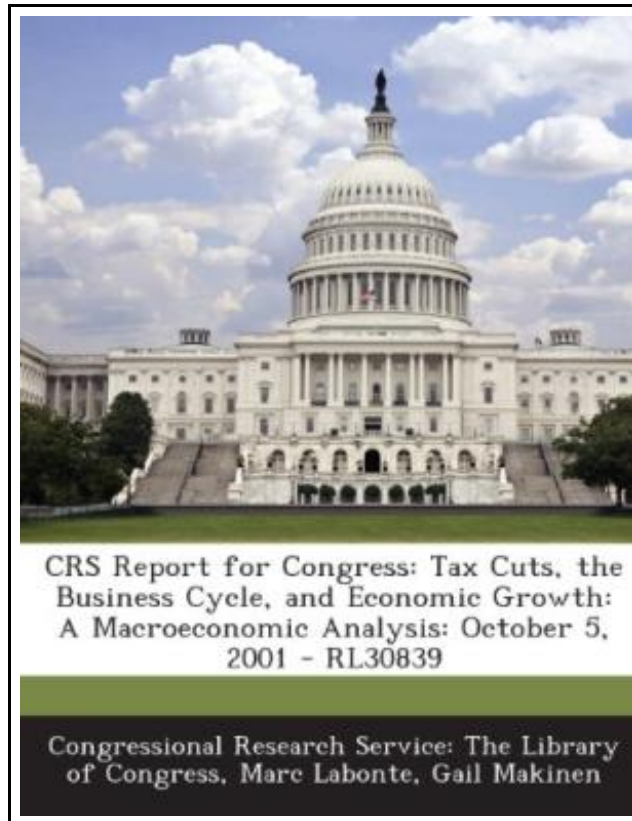 CRS Report for Congress: Tax Cuts, the
Business Cycle, and Economic Growth:
A Macroeconomic Analysis: October 5,
2001 - RL30839
Congressional Research Service: The Library
of Congress, Marc Labonte, Gail Makinen